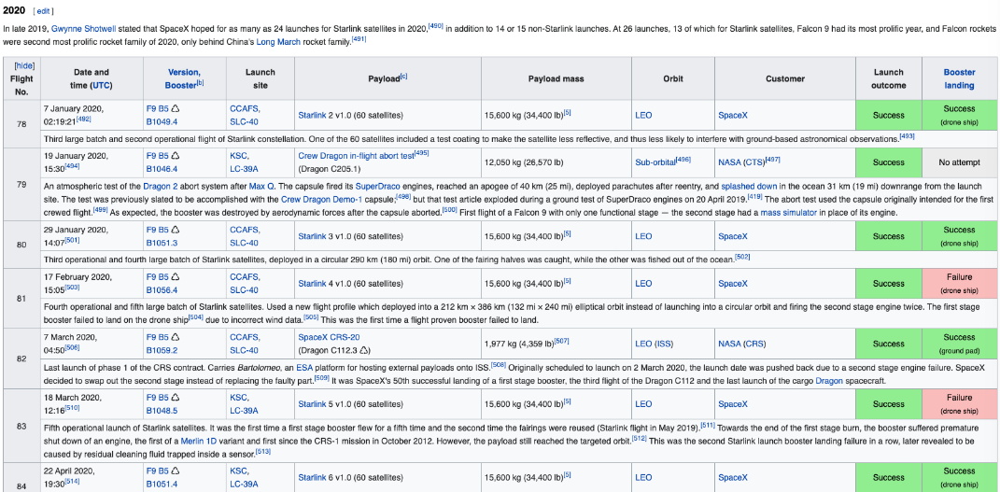 2020 [ edit ]
In late 2019, Gwynne Shotwell stated that SpaceX hoped for as many as 24 launches for Starlink satellites in 2020,[490] in addition to 14 or 15 non-Starlink launches. At 26 launches, 13 of which for Starlink satellites, Falcon 9 had its most prolific year, and Falcon rockets
were second most prolific rocket family of 2020, only behind China's Long March rocket family.[491]
[hide]
Flight
No.
Date and
time (UTC)
Version,
Booster[b]
Launch
site
Payload[c]
Payload mass
Orbit
Customer
Launch
outcome
Booster
landing
78
7 January 2020,
02:19:21[492]
F9 B5 ♺
B1049.4
CCAFS,
SLC-40
Starlink 2 v1.0 (60 satellites)
15,600 kg (34,400 lb)[5]
LEO
SpaceX
Success
Success
(drone ship)
Third large batch and second operational flight of Starlink constellation. One of the 60 satellites included a test coating to make the satellite less reflective, and thus less likely to interfere with ground-based astronomical observations.[493]
79
19 January 2020,
15:30[494]
F9 B5 ♺
B1046.4
KSC,
LC-39A
Crew Dragon in-flight abort test[495]
(Dragon C205.1)
12,050 kg (26,570 lb)
Sub-orbital[496]
NASA (CTS)[497]
Success
No attempt
An atmospheric test of the Dragon 2 abort system after Max Q. The capsule fired its SuperDraco engines, reached an apogee of 40 km (25 mi), deployed parachutes after reentry, and splashed down in the ocean 31 km (19 mi) downrange from the launch
site. The test was previously slated to be accomplished with the Crew Dragon Demo-1 capsule;[498] but that test article exploded during a ground test of SuperDraco engines on 20 April 2019.[419] The abort test used the capsule originally intended for the first
crewed flight.[499] As expected, the booster was destroyed by aerodynamic forces after the capsule aborted.[500] First flight of a Falcon 9 with only one functional stage — the second stage had a mass simulator in place of its engine.
80
29 January 2020,
14:07[501]
F9 B5 ♺
B1051.3
CCAFS,
SLC-40
Starlink 3 v1.0 (60 satellites)
15,600 kg (34,400 lb)[5]
LEO
SpaceX
Success
Success
(drone ship)
Third operational and fourth large batch of Starlink satellites, deployed in a circular 290 km (180 mi) orbit. One of the fairing halves was caught, while the other was fished out of the ocean.[502]
81
17 February 2020,
15:05[503]
F9 B5 ♺
B1056.4
CCAFS,
SLC-40
Starlink 4 v1.0 (60 satellites)
15,600 kg (34,400 lb)[5]
LEO
SpaceX
Success
Failure
(drone ship)
Fourth operational and fifth large batch of Starlink satellites. Used a new flight profile which deployed into a 212 km × 386 km (132 mi × 240 mi) elliptical orbit instead of launching into a circular orbit and firing the second stage engine twice. The first stage
booster failed to land on the drone ship[504] due to incorrect wind data.[505] This was the first time a flight proven booster failed to land.
82
7 March 2020,
04:50[506]
F9 B5 ♺
B1059.2
CCAFS,
SLC-40
SpaceX CRS-20
(Dragon C112.3 ♺)
1,977 kg (4,359 lb)[507]
LEO (ISS)
NASA (CRS)
Success
Success
(ground pad)
Last launch of phase 1 of the CRS contract. Carries Bartolomeo, an ESA platform for hosting external payloads onto ISS.[508] Originally scheduled to launch on 2 March 2020, the launch date was pushed back due to a second stage engine failure. SpaceX
decided to swap out the second stage instead of replacing the faulty part.[509] It was SpaceX's 50th successful landing of a first stage booster, the third flight of the Dragon C112 and the last launch of the cargo Dragon spacecraft.
83
18 March 2020,
12:16[510]
F9 B5 ♺
B1048.5
KSC,
LC-39A
Starlink 5 v1.0 (60 satellites)
15,600 kg (34,400 lb)[5]
LEO
SpaceX
Success
Failure
(drone ship)
Fifth operational launch of Starlink satellites. It was the first time a first stage booster flew for a fifth time and the second time the fairings were reused (Starlink flight in May 2019).[511] Towards the end of the first stage burn, the booster suffered premature
shut down of an engine, the first of a Merlin 1D variant and first since the CRS-1 mission in October 2012. However, the payload still reached the targeted orbit.[512] This was the second Starlink launch booster landing failure in a row, later revealed to be
caused by residual cleaning fluid trapped inside a sensor.[513]
84
22 April 2020,
19:30[514]
F9 B5 ♺
B1051.4
KSC,
LC-39A
Starlink 6 v1.0 (60 satellites)
15,600 kg (34,400 lb)[5]
LEO
SpaceX
Success
Success
(drone ship)